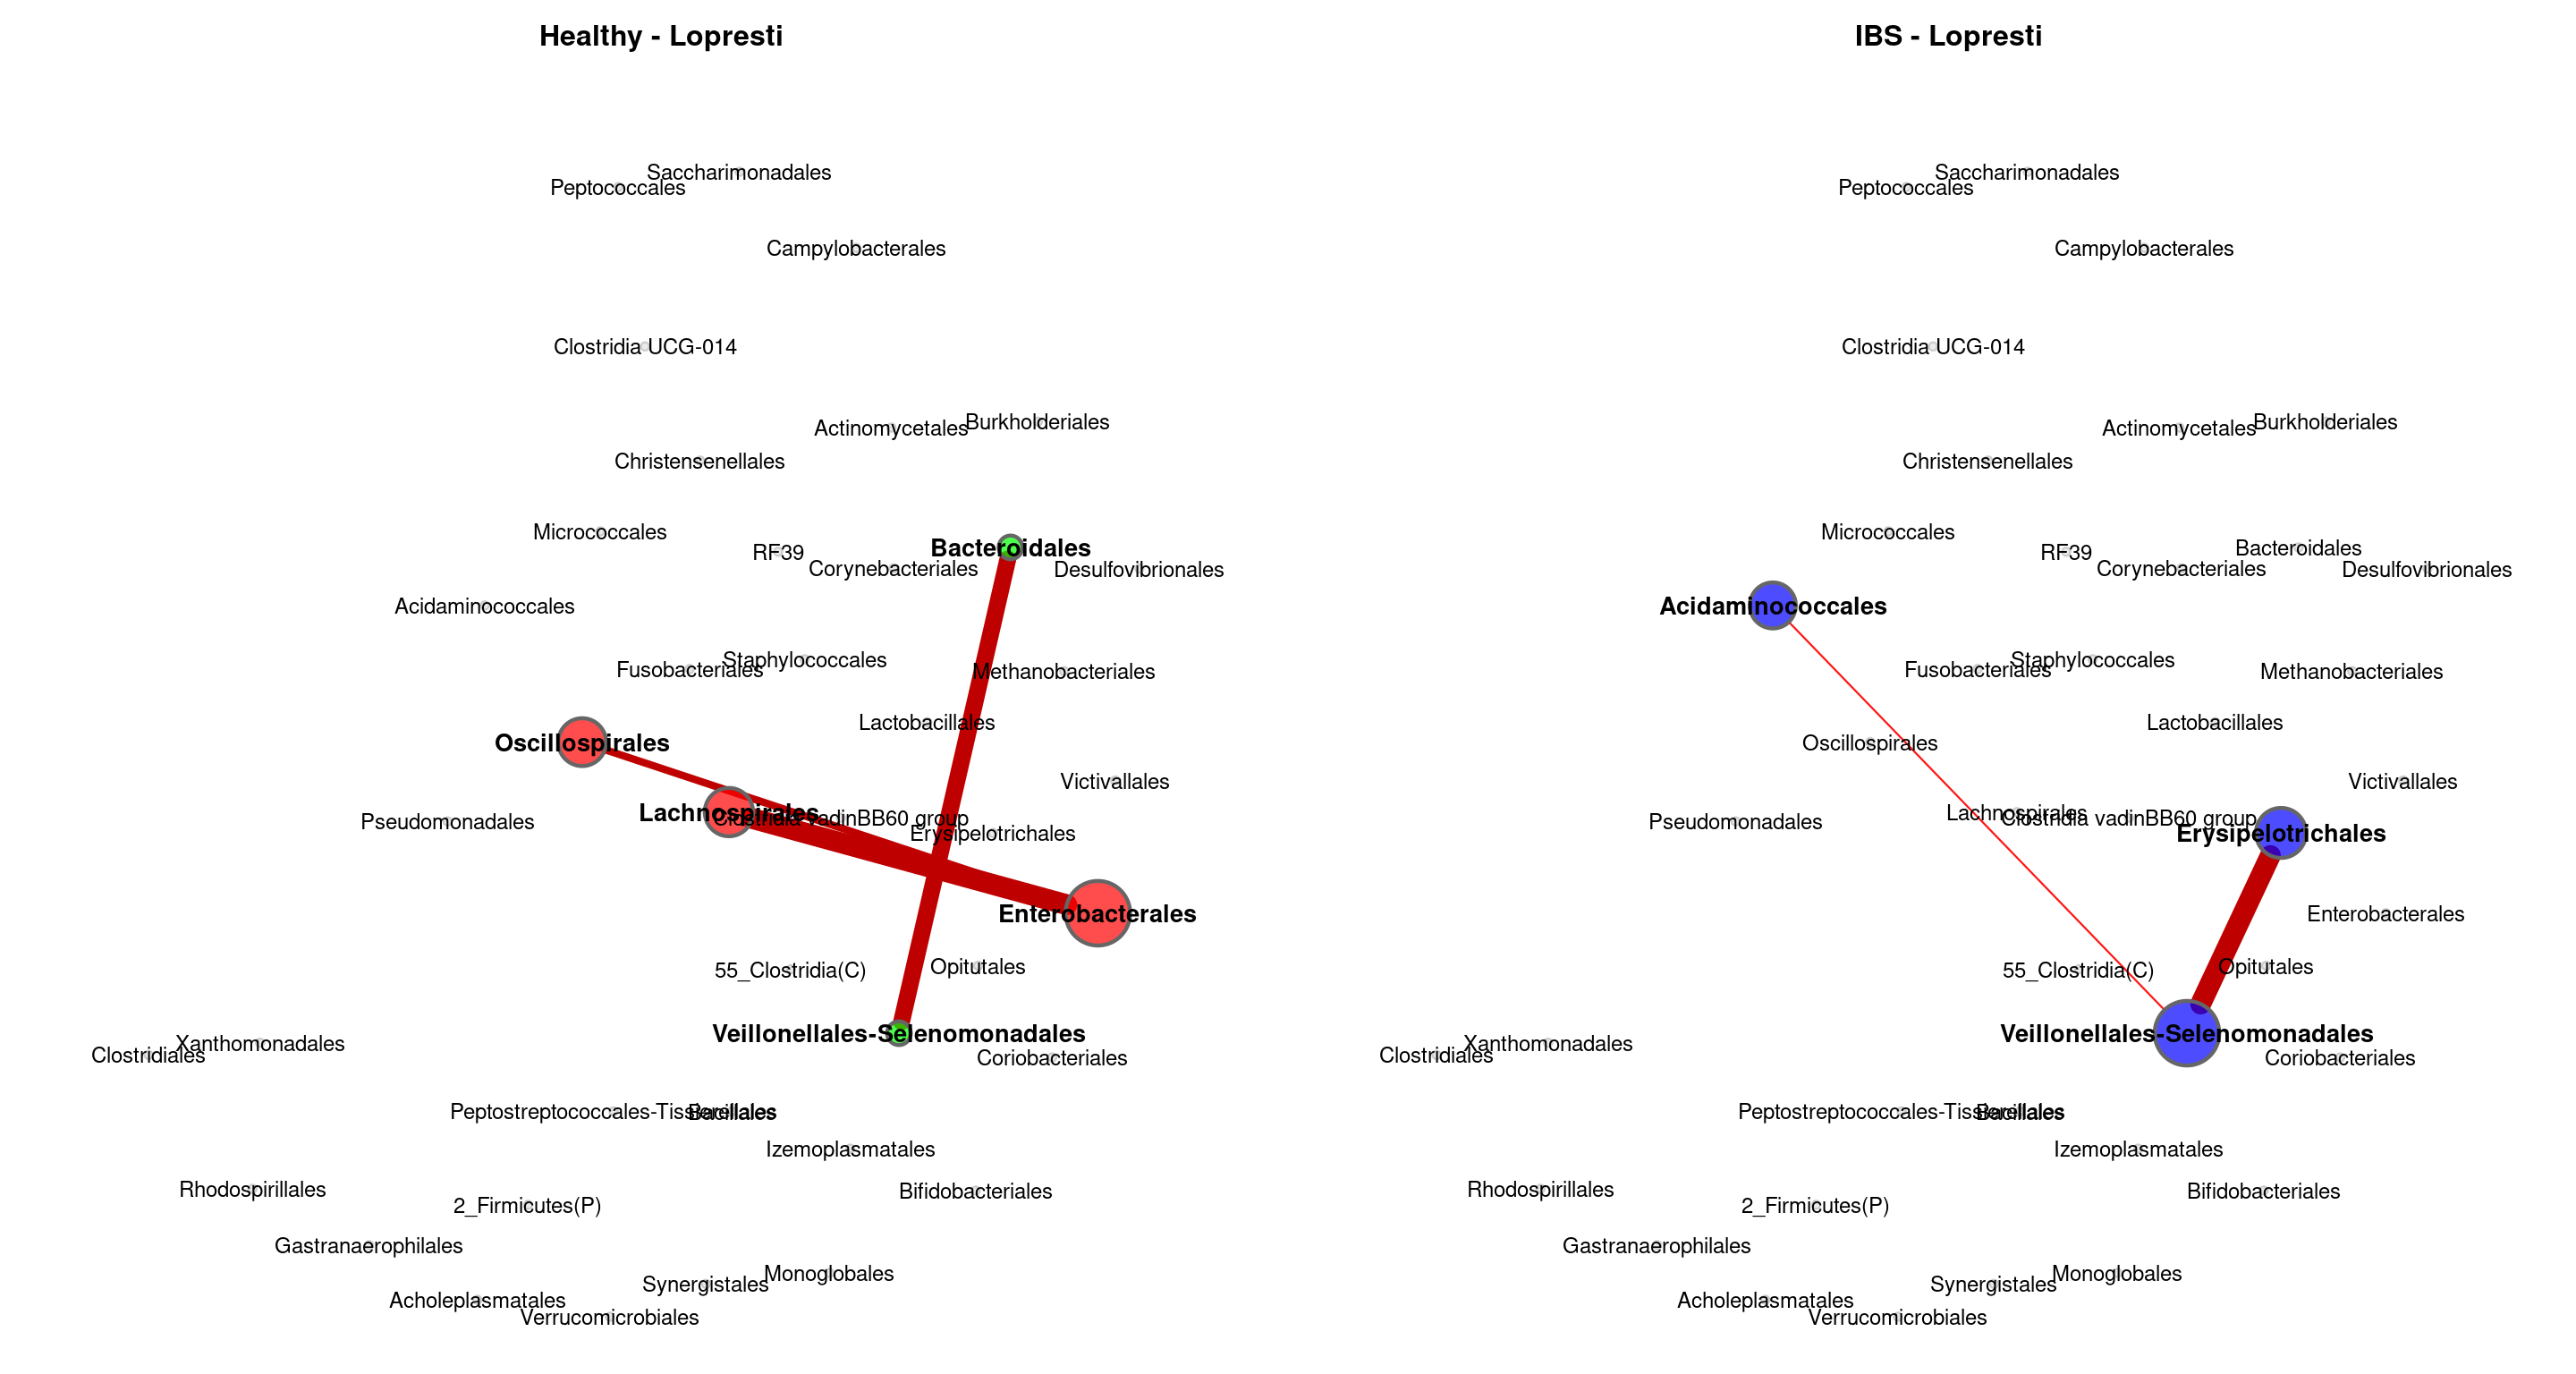 Healthy - Lopresti
Saccharimonadales
Peptococcales
Campylobacterales
Clostridia UCG-014
Burkholderiales
Actinomycetales
Christensenellales
Micrococcales
Bacteroidales
RF39
Corynebacteriales
Desulfovibrionales
Acidaminococcales
Staphylococcales
Fusobacteriales
Methanobacteriales
Lactobacillales
Oscillospirales
Victivallales
Lachnospirales
Clostridia vadinBB60 group
Pseudomonadales
Erysipelotrichales
Enterobacterales
Opitutales
55_Clostridia(C)
Veillonellales-Selenomonadales
Xanthomonadales
Clostridiales
Coriobacteriales
Peptostreptococcales-Tissierellales
Bacillales
Izemoplasmatales
Rhodospirillales
Bifidobacteriales
2_Firmicutes(P)
Gastranaerophilales
Monoglobales
Synergistales
Acholeplasmatales
Verrucomicrobiales
IBS - Lopresti
Saccharimonadales
Peptococcales
Campylobacterales
Clostridia UCG-014
Burkholderiales
Actinomycetales
Christensenellales
Micrococcales
Bacteroidales
RF39
Corynebacteriales
Desulfovibrionales
Acidaminococcales
Staphylococcales
Fusobacteriales
Methanobacteriales
Lactobacillales
Oscillospirales
Victivallales
Lachnospirales
Clostridia vadinBB60 group
Pseudomonadales
Erysipelotrichales
Enterobacterales
Opitutales
55_Clostridia(C)
Veillonellales-Selenomonadales
Xanthomonadales
Clostridiales
Coriobacteriales
Peptostreptococcales-Tissierellales
Bacillales
Izemoplasmatales
Rhodospirillales
Bifidobacteriales
2_Firmicutes(P)
Gastranaerophilales
Monoglobales
Synergistales
Acholeplasmatales
Verrucomicrobiales